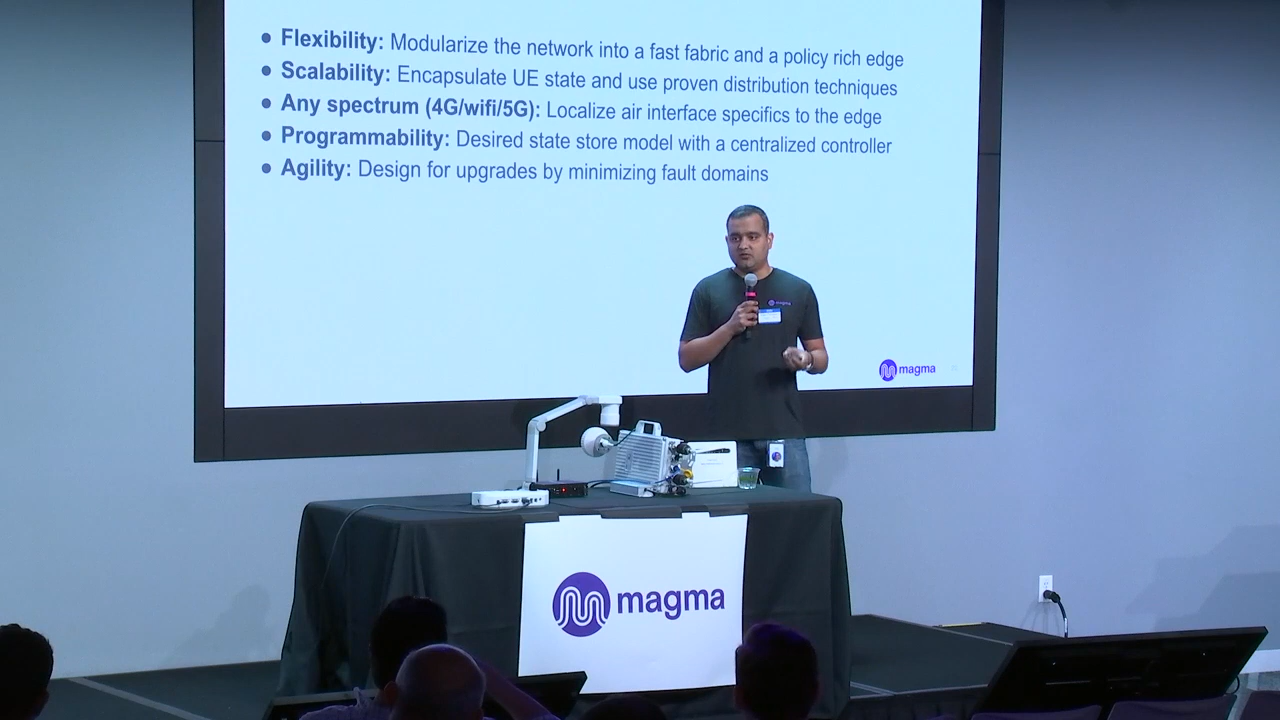 Flexibility: Modularize the network into a fast fabric and a policy rich edge
Scalability: Encapsulate UE state and use proven distribution techniques
Any spectrum (4G/wifi/5G): Localize air interface specifics to the edge
Programmability: Desired state store model with a centralized controller
Agility: Design for upgrades by minimizing fault domains
magma
magma
magma